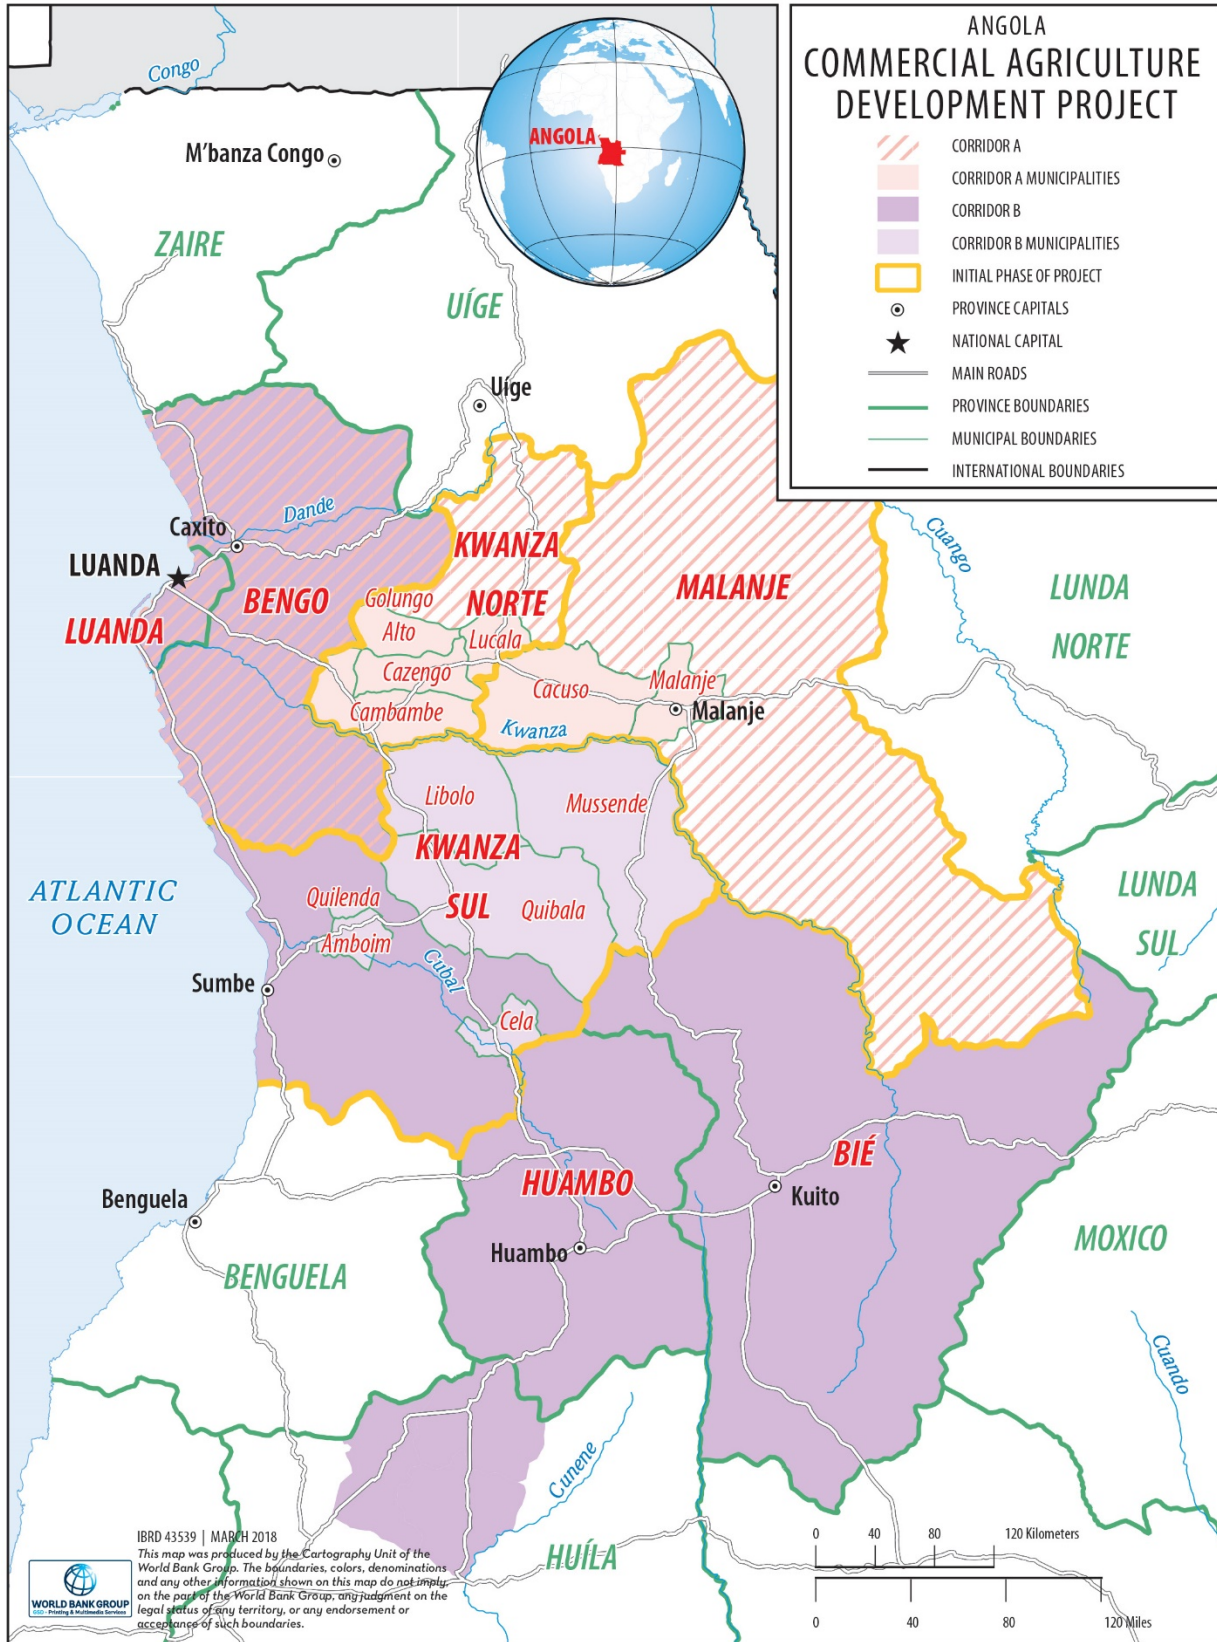 ANGOLA
COMMERCIAL AGRICULTURE
DEVELOPMENT PROJECT
CORRIDOR A
CORRIDOR A MUNICIPALITIES
CORRIDOR B
CORRIDOR B MUNICIPALITIES
INITIAL PHASE OF PROJECT
PROVINCE CAPITALS
NATIONAL CAPITAL
MAIN ROADS
PROVINCE BOUNDARIES
MUNICIPAL BOUNDARIES
INTERNATIONAL BOUNDARIES
Congo
ANGOLA
M'banza Congo
ZAIRE
UÍGE
Uíge
Dande
Caxito
Cuango
KWANZA
NORTE
LUANDA
BENGO
MALANJE
LUNDA
NORTE
Golungo
Alto
LUANDA
Lucala
Cazengo
Cacuso
Malanje
Cambambe
Malanje
Kwanza
Libolo
Mussende
KWANZA
SUL
ATLANTIC
OCEAN
Quilenda
Quibala
LUNDA
SUL
Amboim
Cubal
Sumbe
Cela
BIÉ
HUAMBO
Kuito
Benguela
Huambo
BENGUELA
MOXICO
Cuando
Cunene
HUÍLA
0 40 80 120 Kilometers
0 40 80 120 Miles
IBRD 43539 | MARCH 2018
This map was produced by the Cartography Unit of the
World Bank Group. The boundaries, colors, denominations
and any other information shown on this map do not imply,
on the part of the World Bank Group, any judgment on the
legal status of any territory, or any endorsement or
acceptance of such boundaries.
WORLD BANK GROUP
GSD - Printing & Multimedia Services